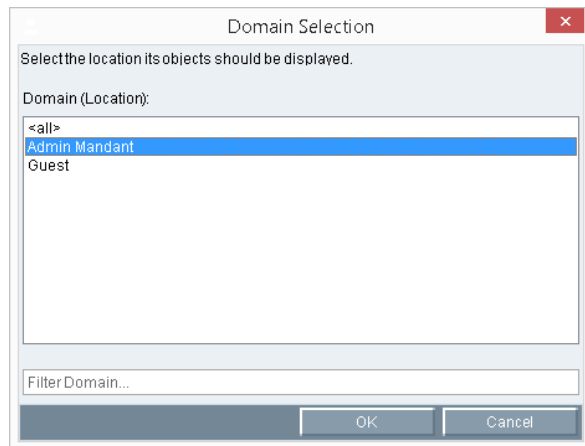 Domain Selection
Select the location its objects should be displayed.
Domain (Location):
<all>
Admin Mandant
Guest
Filter Domain...
OK
Cancel